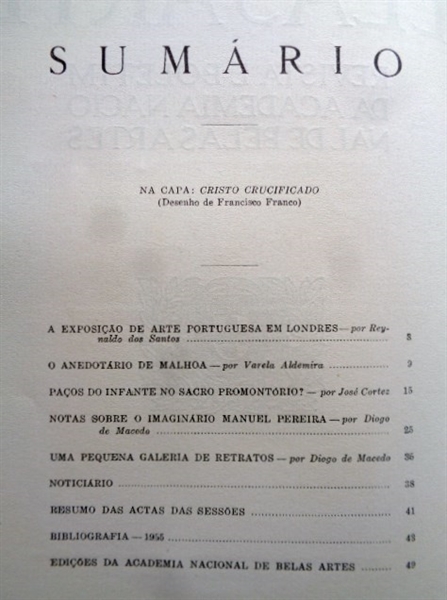 SUMÁRIO
NA CAPA: CRISTO CRUCIFICADO
(Desenho de Francisco Franco)
A EXPOSIÇÃO DE ARTE PORTUGUESA EM LONDRES—por Rey-
naldo dos Santos ........ 3
O ANEDOTÁRIO DE MALHOA—por Varela Aldemira ........ 9
PAÇOS DO INFANTE NO SACRO PROMONTÓRIO?—por José Cortez 15
NOTAS SOBRE O IMAGINÁRIO MANUEL PEREIRA—por Diogo
de Macedo ........ 25
UMA PEQUENA GALERIA DE RETRATOS—por Diogo de Macedo 36
NOTICIÁRIO ........ 38
RESUMO DAS ACTAS DAS SESSÕES ........ 41
BIBLIOGRAFIA—1955 ........ 43
EDIÇÕES DA ACADEMIA NACIONAL DE BELAS ARTES ........ 49